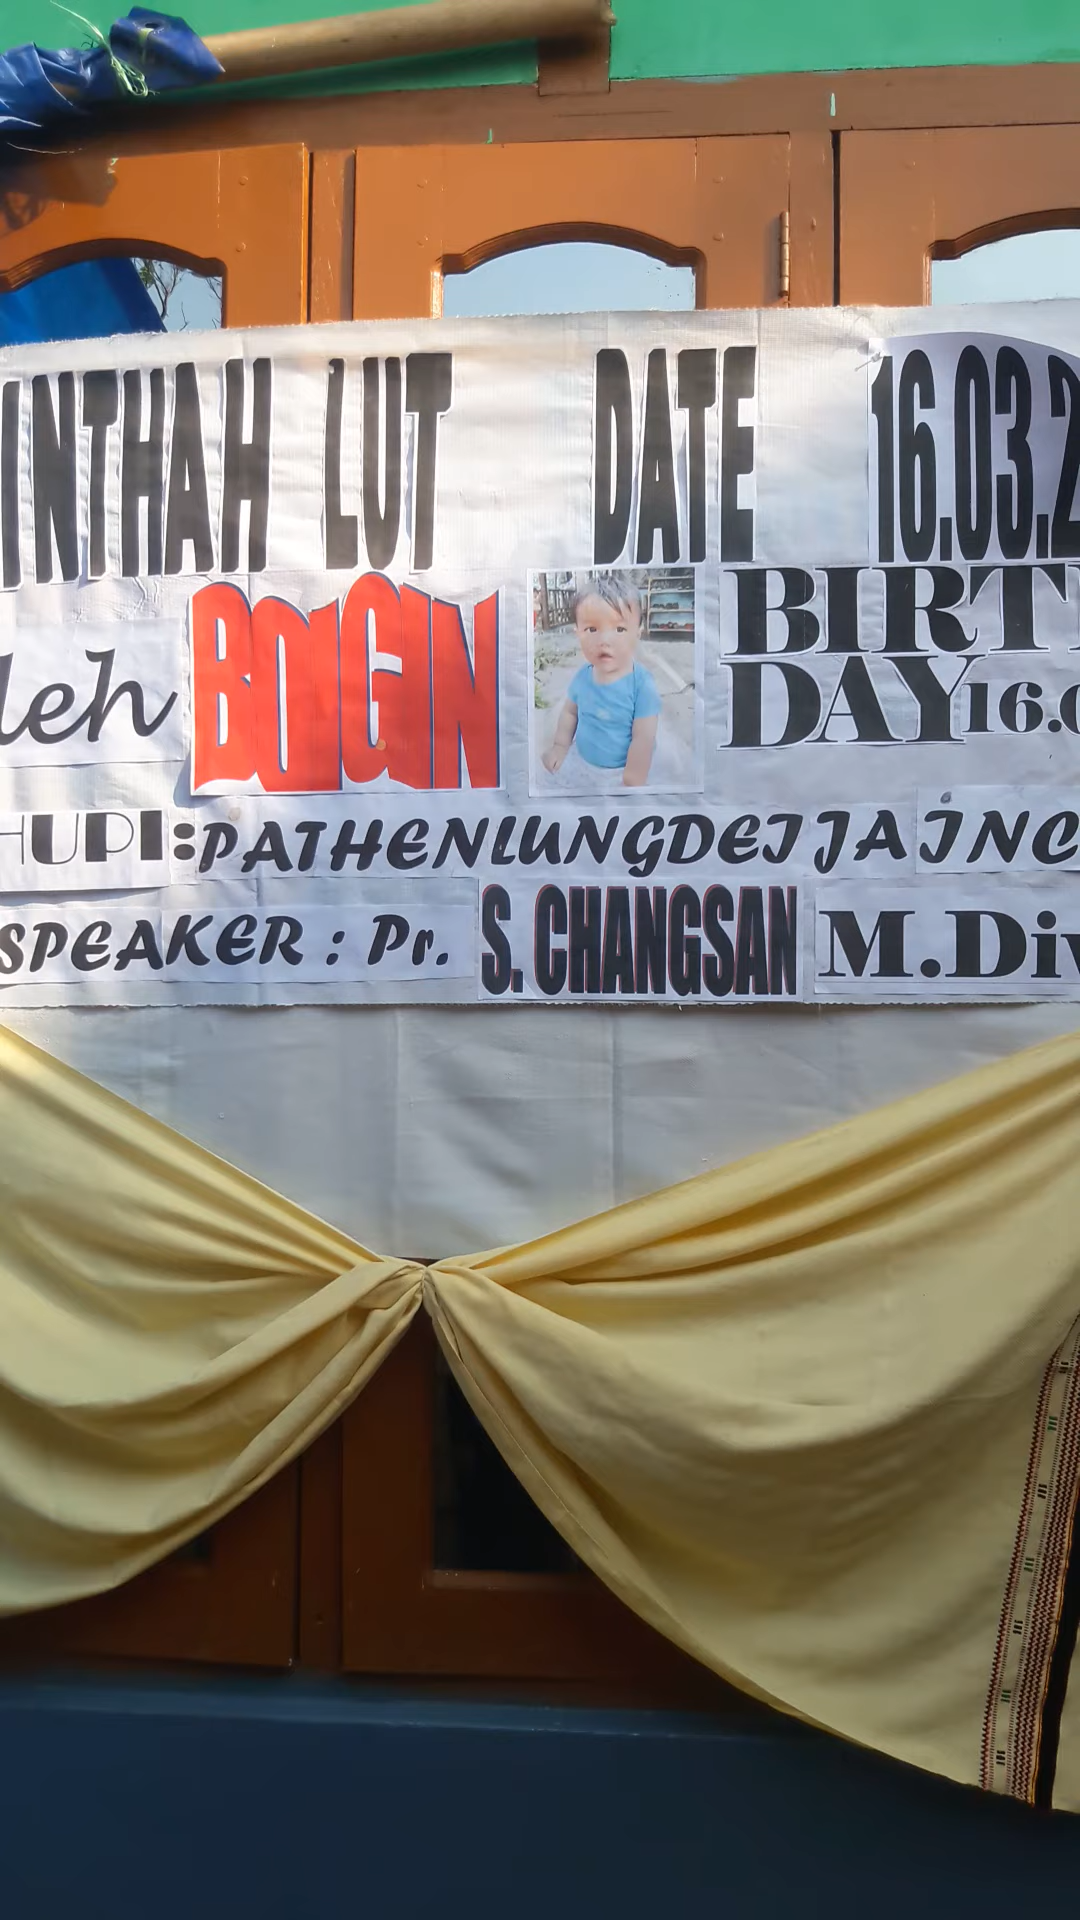 INTHAH LUT DATE 16.03.2
leh BOIGIN BIRT
DAY 16.0
HUPI: PATHENLUNGDEI JAINC
SPEAKER : Pr. S. CHANGSAN M.Div